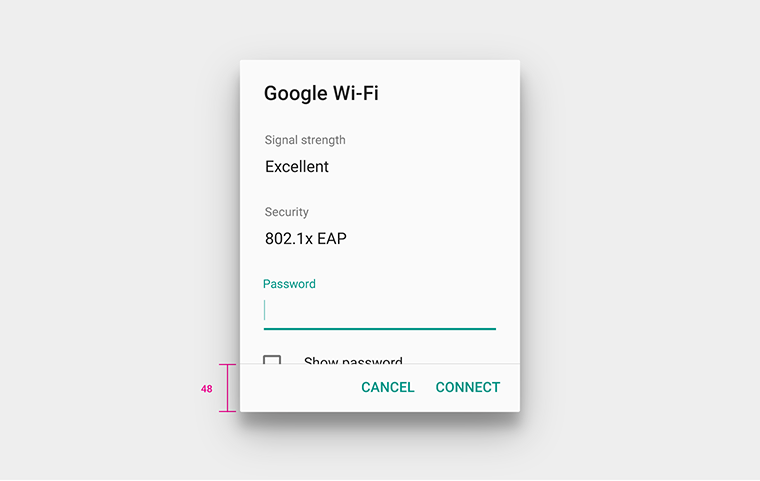 Google Wi-Fi
Signal strength
Excellent
Security
802.1x EAP
Password
Show password
48
CANCEL CONNECT